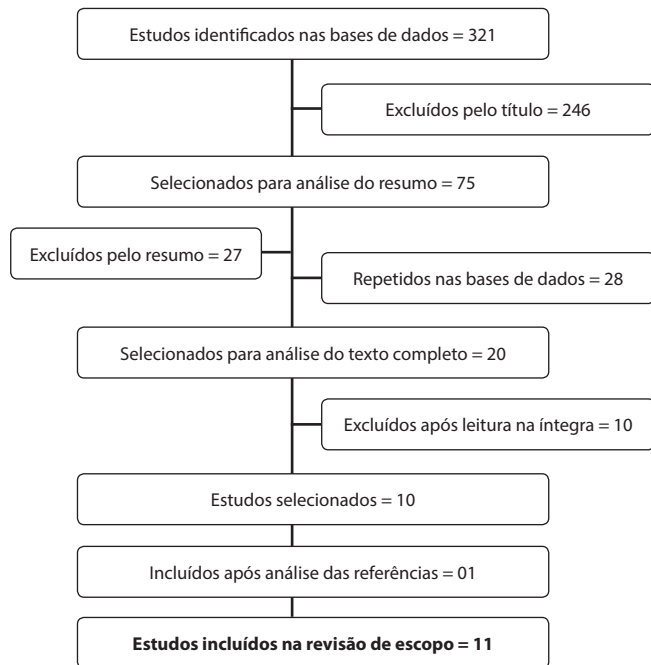 Estudos identificados nas bases de dados = 321
Excluídos pelo título = 246
Selecionados para análise do resumo = 75
Excluídos pelo resumo = 27
Repetidos nas bases de dados = 28
Selecionados para análise do texto completo = 20
Excluídos após leitura na íntegra = 10
Estudos selecionados = 10
Incluídos após análise das referências = 01
Estudos incluídos na revisão de escopo = 11